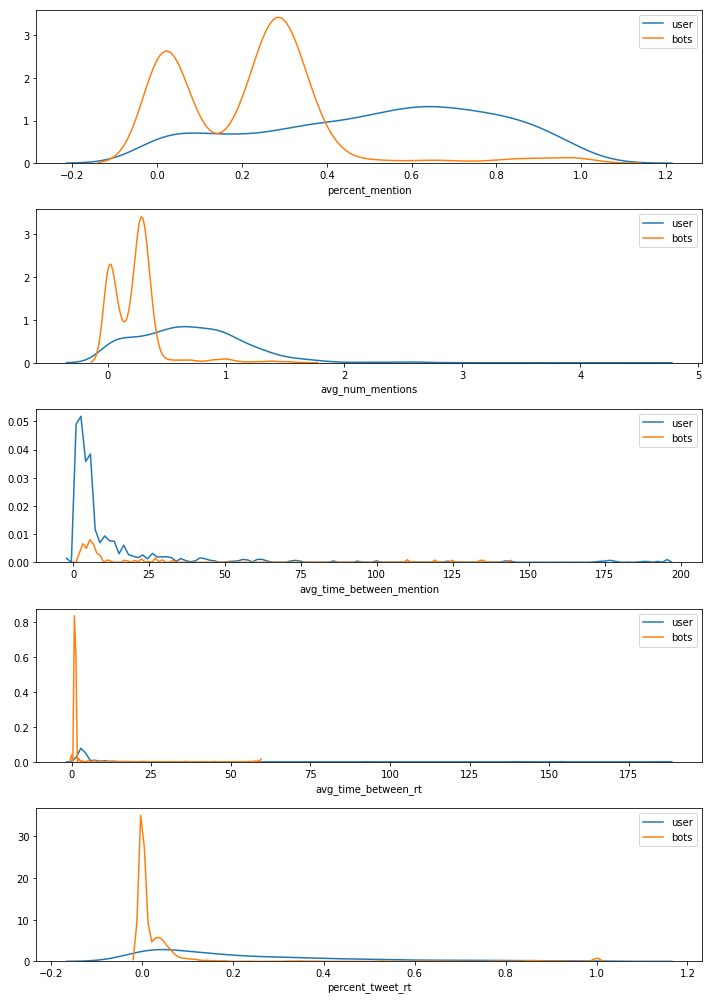 3
2
1
0
user
bots
−0.2 0.0 0.2 0.4 0.6 0.8 1.0 1.2
percent_mention
3
2
1
0
user
bots
0 1 2 3 4 5
avg_num_mentions
0.05
0.04
0.03
0.02
0.01
0.00
user
bots
0 25 50 75 100 125 150 175 200
avg_time_between_mention
0.8
0.6
0.4
0.2
0.0
user
bots
0 25 50 75 100 125 150 175
avg_time_between_rt
30
20
10
0
user
bots
−0.2 0.0 0.2 0.4 0.6 0.8 1.0 1.2
percent_tweet_rt